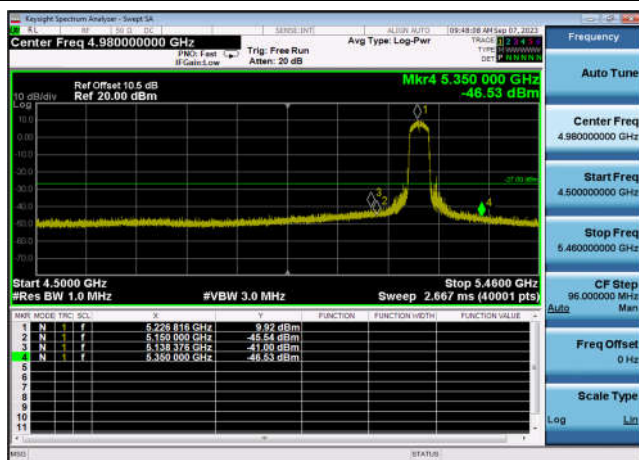 Keysight Spectrum Analyzer - Swept SA
RL RF 50 Ω DC SENSE:INT ALIGN AUTO 09:48:08 AM Sep 07, 2023
Center Freq 4.980000000 GHz
PNO: Fast
IFGain:Low
Trig: Free Run
Atten: 20 dB
Avg Type: Log-Pwr
TRACE 1 2 3 4 5 6
TYPE
DET P N N N N N
Ref Offset 10.5 dB
Ref 20.00 dBm
10 dB/div
Log
Mkr4 5.350 000 GHz
-46.53 dBm
10.0
0.00
-10.0
-20.0
-30.0
-40.0
-50.0
-60.0
-70.0
-27.00 dBm
1
3
2
4
Start 4.5000 GHz
Stop 5.4600 GHz
#Res BW 1.0 MHz
#VBW 3.0 MHz
Sweep 2.667 ms (40001 pts)
MKR MODE TRC SCL X Y FUNCTION FUNCTION WIDTH FUNCTION VALUE
1 N 1 f 5.226 816 GHz 9.92 dBm
2 N 1 f 5.150 000 GHz -45.54 dBm
3 N 1 f 5.138 376 GHz -41.00 dBm
4 N 1 f 5.350 000 GHz -46.53 dBm
5
6
7
8
9
10
11
MSG
STATUS
Frequency
Auto Tune
Center Freq
4.980000000 GHz
Start Freq
4.500000000 GHz
Stop Freq
5.460000000 GHz
CF Step
96.000000 MHz
Auto Man
Freq Offset
0 Hz
Scale Type
Log Lin